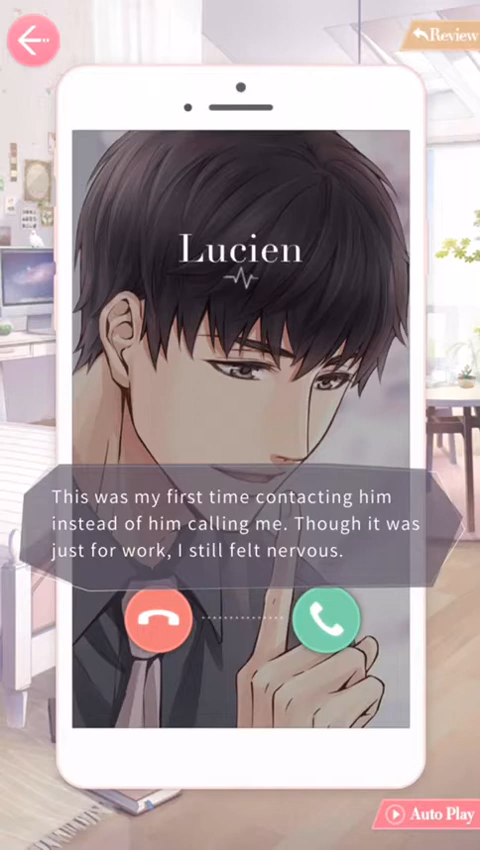 Review
Lucien
This was my first time contacting him
instead of him calling me. Though it was
just for work, I still felt nervous.
Auto Play